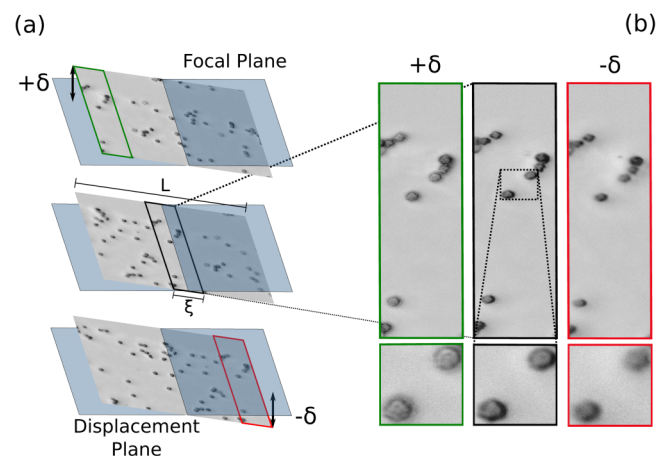 (a)
(b)
Focal Plane
+δ
L
ξ
Displacement
Plane
-δ
+δ
-δ